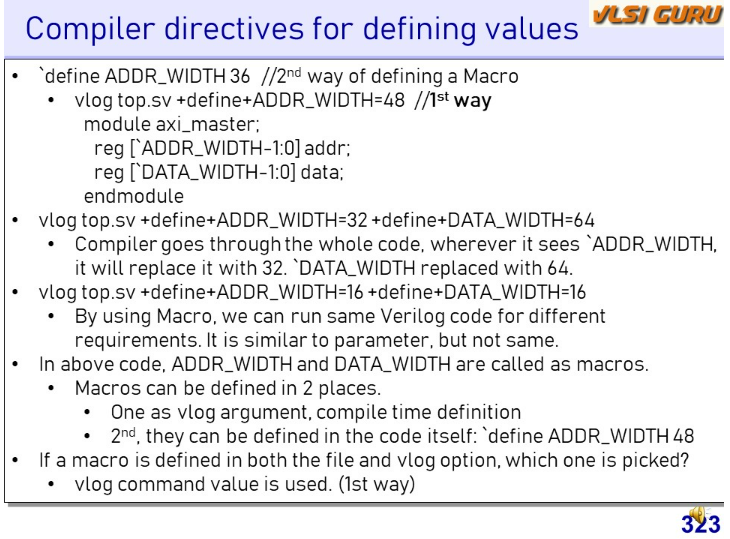 Compiler directives for defining values
VLSI GURU
• `define ADDR_WIDTH 36 //2nd way of defining a Macro
• vlog top.sv +define+ADDR_WIDTH=48 //1st way
module axi_master;
reg [`ADDR_WIDTH-1:0] addr;
reg [`DATA_WIDTH-1:0] data;
endmodule
• vlog top.sv +define+ADDR_WIDTH=32 +define+DATA_WIDTH=64
• Compiler goes through the whole code, wherever it sees `ADDR_WIDTH,
it will replace it with 32. `DATA_WIDTH replaced with 64.
• vlog top.sv +define+ADDR_WIDTH=16 +define+DATA_WIDTH=16
• By using Macro, we can run same Verilog code for different
requirements. It is similar to parameter, but not same.
• In above code, ADDR_WIDTH and DATA_WIDTH are called as macros.
• Macros can be defined in 2 places.
• One as vlog argument, compile time definition
• 2nd, they can be defined in the code itself: `define ADDR_WIDTH 48
• If a macro is defined in both the file and vlog option, which one is picked?
• vlog command value is used. (1st way)
323